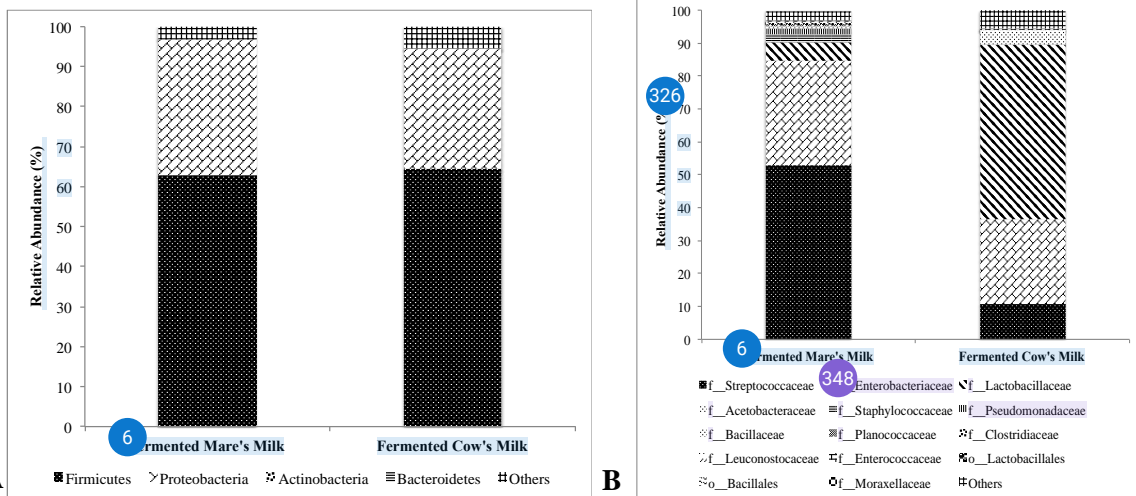 100
90
80
70
60
50
40
30
20
10
0
Relative Abundance (%)
6
rmented Mare's Milk
Fermented Cow's Milk
Firmicutes
Proteobacteria
Actinobacteria
Bacteroidetes
Others
B
100
90
80
70
60
50
40
30
20
10
0
326
Relative Abundance
6
ermented Mare's Milk
Fermented Cow's Milk
348
f__Streptococcaceae
Enterobacteriaceae
f__Lactobacillaceae
f__Acetobacteraceae
f__Staphylococcaceae
f__Pseudomonadaceae
f__Bacillaceae
f__Planococcaceae
f__Clostridiaceae
f__Leuconostocaceae
f__Enterococcaceae
o__Lactobacillales
o__Bacillales
f__Moraxellaceae
Others